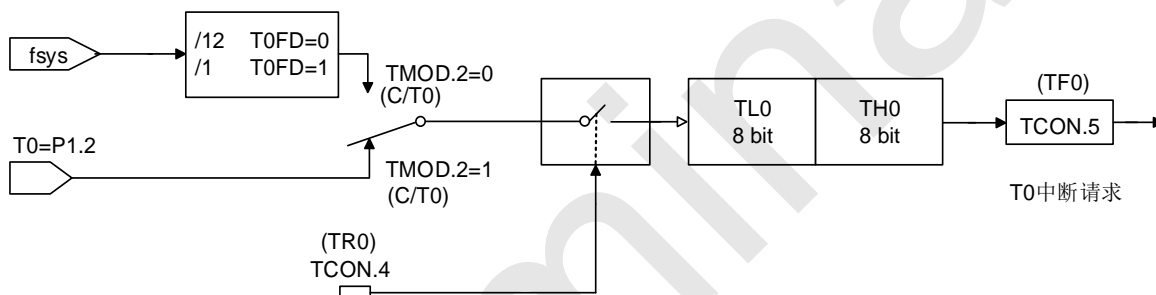 fsys
/12 T0FD=0
/1 T0FD=1
TMOD.2=0
(C/T0)
T0=P1.2
TMOD.2=1
(C/T0)
(TR0)
TCON.4
TL0
8 bit
TH0
8 bit
(TF0)
TCON.5
T0中断请求